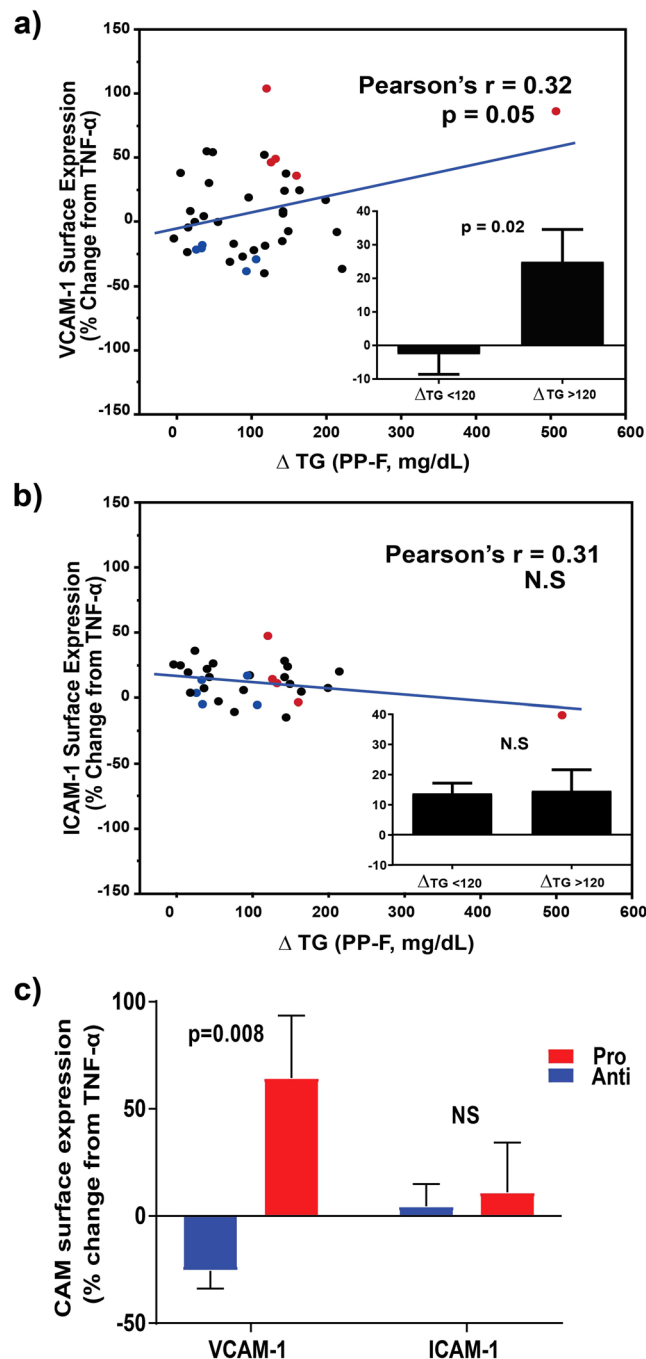 a)
150
100
50
0
-50
-100
-150
VCAM-1 Surface Expression
(% Change from TNF-α)
Pearson's r = 0.32
p = 0.05
40
30
20
10
0
-10
p = 0.02
ΔTG <120
ΔTG >120
0
100
200
300
400
500
600
Δ TG (PP-F, mg/dL)
b)
150
100
50
0
-50
-100
-150
ICAM-1 Surface Expression
(% Change from TNF-α)
Pearson's r = 0.31
N.S
40
30
20
10
0
-10
N.S
ΔTG <120
ΔTG >120
0
100
200
300
400
500
600
Δ TG (PP-F, mg/dL)
c)
100
50
0
-50
CAM surface expression
(% change from TNF-α)
p=0.008
NS
Pro
Anti
VCAM-1
ICAM-1